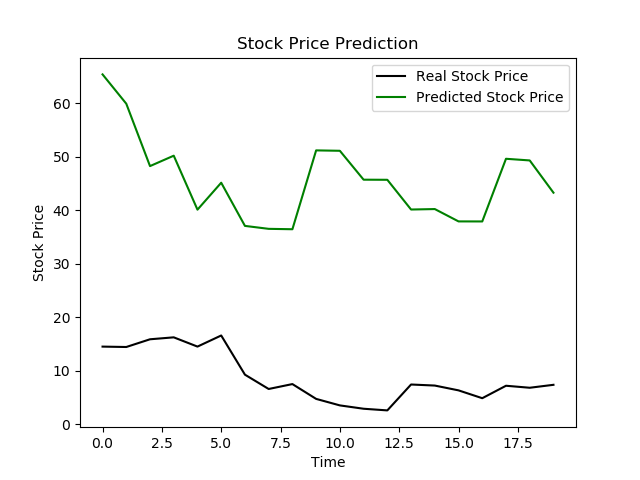 Stock Price Prediction
Real Stock Price
Predicted Stock Price
60
50
40
30
20
10
0
Stock Price
0.0 2.5 5.0 7.5 10.0 12.5 15.0 17.5
Time